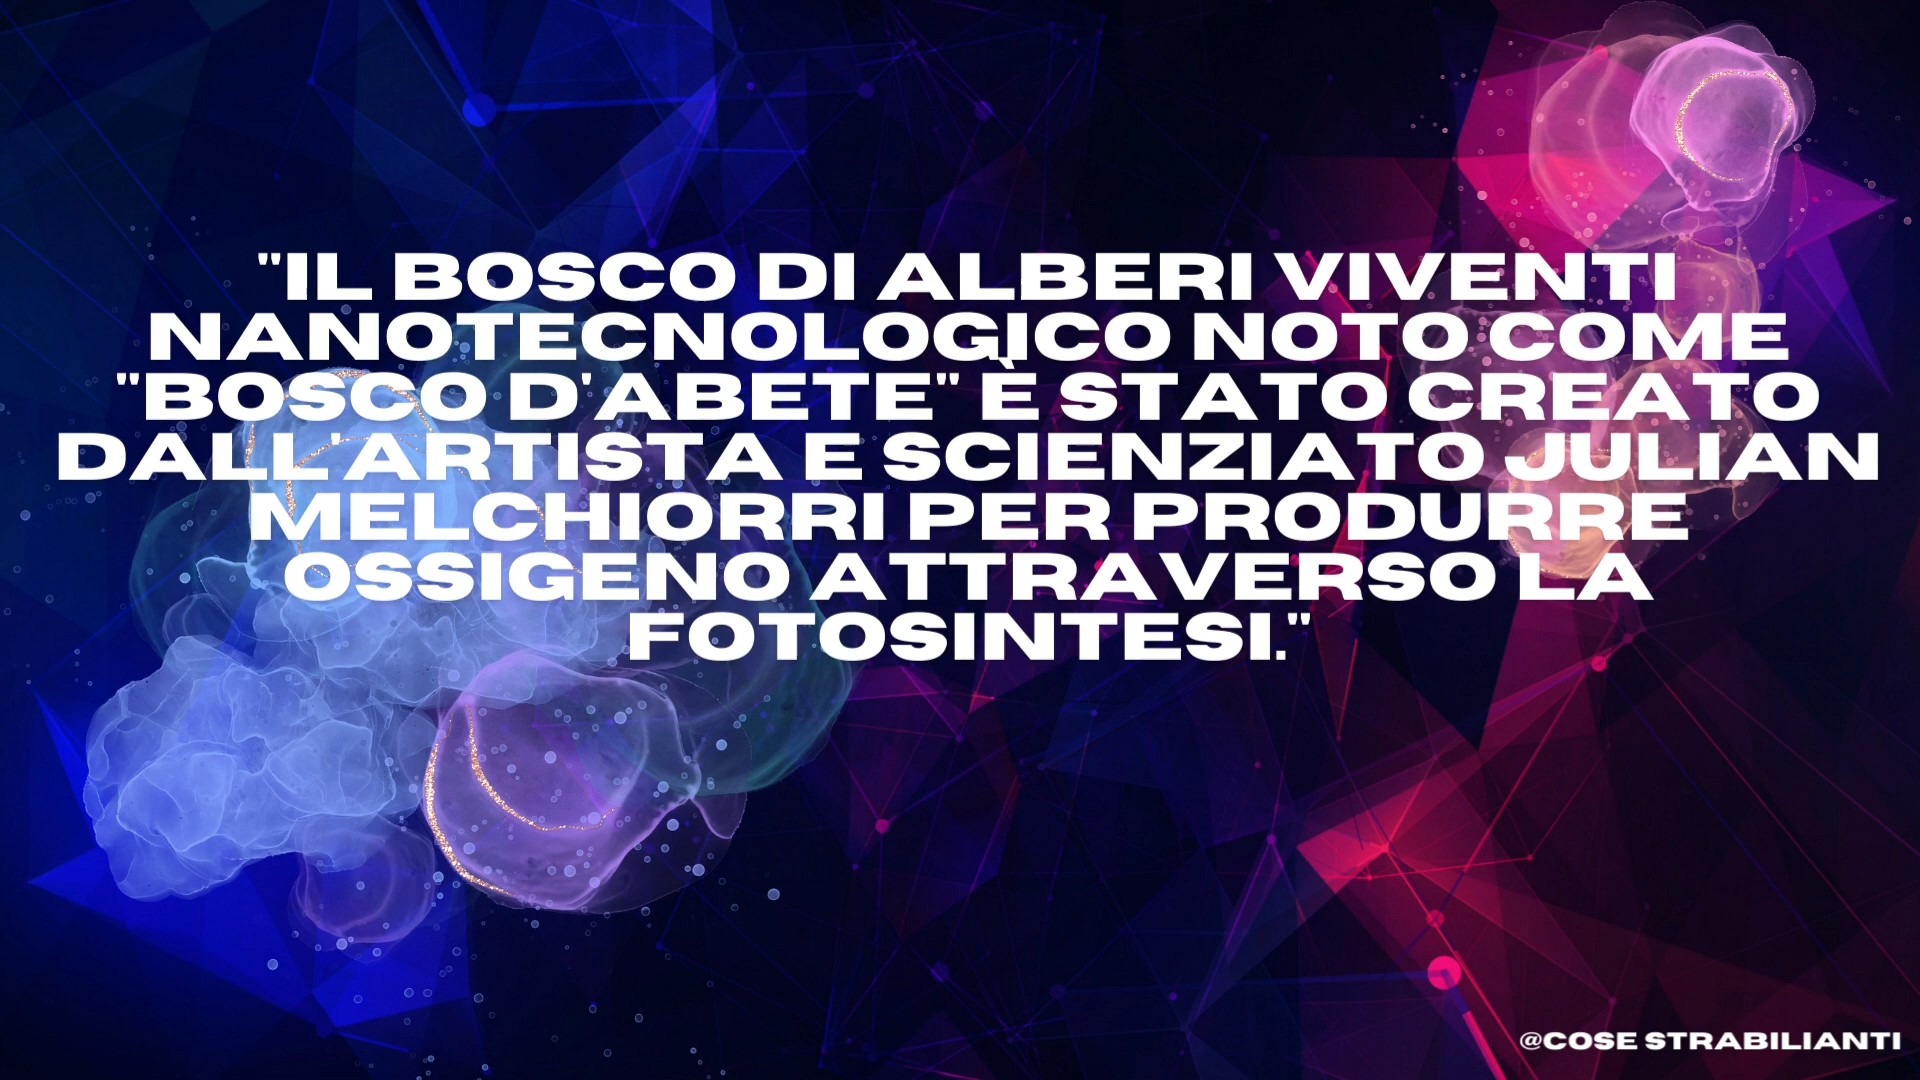 "IL BOSCO DI ALBERI VIVENTI
NANOTECNOLOGICO NOTO COME
"BOSCO D'ABETE" È STATO CREATO
DALL'ARTISTA E SCIENZIATO JULIAN
MELCHIORRI PER PRODURRE
OSSIGENO ATTRAVERSO LA
FOTOSINTESI."
@COSE STRABILIANTI